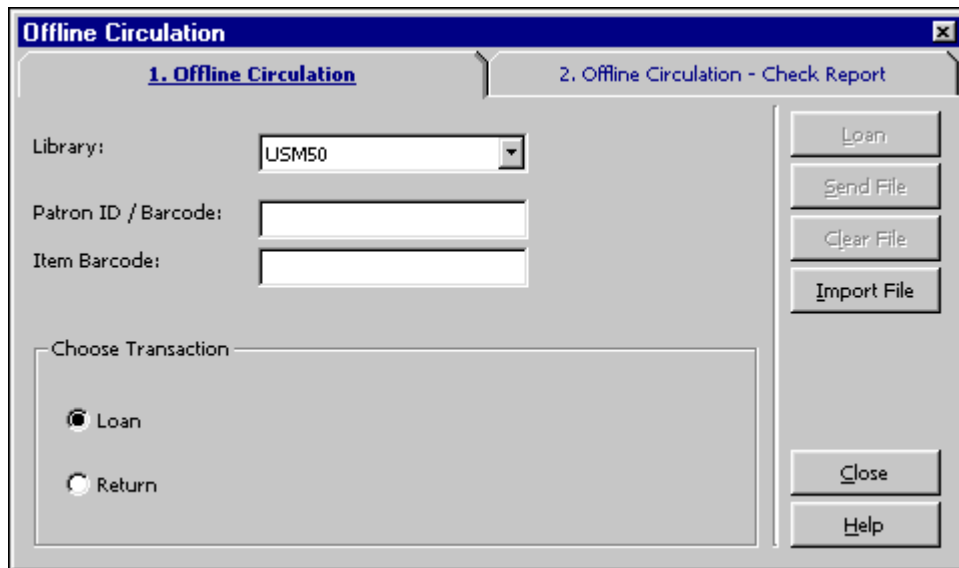 Offline Circulation
1. Offline Circulation
2. Offline Circulation - Check Report
Library:
USM50
Loan
Send File
Patron ID / Barcode:
Clear File
Item Barcode:
Import File
Choose Transaction
Loan
Return
Close
Help